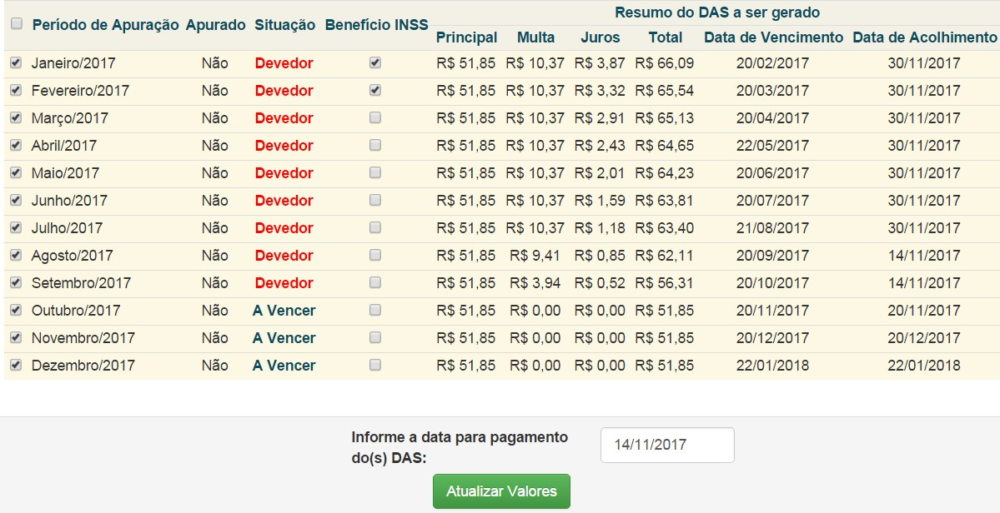 Resumo do DAS a ser gerado
Período de Apuração Apurado Situação Benefício INSS
Principal Multa Juros Total Data de Vencimento Data de Acolhimento
Janeiro/2017 Não Devedor R$ 51,85 R$ 10,37 R$ 3,87 R$ 66,09 20/02/2017 30/11/2017
Fevereiro/2017 Não Devedor R$ 51,85 R$ 10,37 R$ 3,32 R$ 65,54 20/03/2017 30/11/2017
Março/2017 Não Devedor R$ 51,85 R$ 10,37 R$ 2,91 R$ 65,13 20/04/2017 30/11/2017
Abril/2017 Não Devedor R$ 51,85 R$ 10,37 R$ 2,43 R$ 64,65 22/05/2017 30/11/2017
Maio/2017 Não Devedor R$ 51,85 R$ 10,37 R$ 2,01 R$ 64,23 20/06/2017 30/11/2017
Junho/2017 Não Devedor R$ 51,85 R$ 10,37 R$ 1,59 R$ 63,81 20/07/2017 30/11/2017
Julho/2017 Não Devedor R$ 51,85 R$ 10,37 R$ 1,18 R$ 63,40 21/08/2017 30/11/2017
Agosto/2017 Não Devedor R$ 51,85 R$ 9,41 R$ 0,85 R$ 62,11 20/09/2017 14/11/2017
Setembro/2017 Não Devedor R$ 51,85 R$ 3,94 R$ 0,52 R$ 56,31 20/10/2017 14/11/2017
Outubro/2017 Não A Vencer R$ 51,85 R$ 0,00 R$ 0,00 R$ 51,85 20/11/2017 20/11/2017
Novembro/2017 Não A Vencer R$ 51,85 R$ 0,00 R$ 0,00 R$ 51,85 20/12/2017 20/12/2017
Dezembro/2017 Não A Vencer R$ 51,85 R$ 0,00 R$ 0,00 R$ 51,85 22/01/2018 22/01/2018
Informe a data para pagamento
do(s) DAS:
14/11/2017
Atualizar Valores